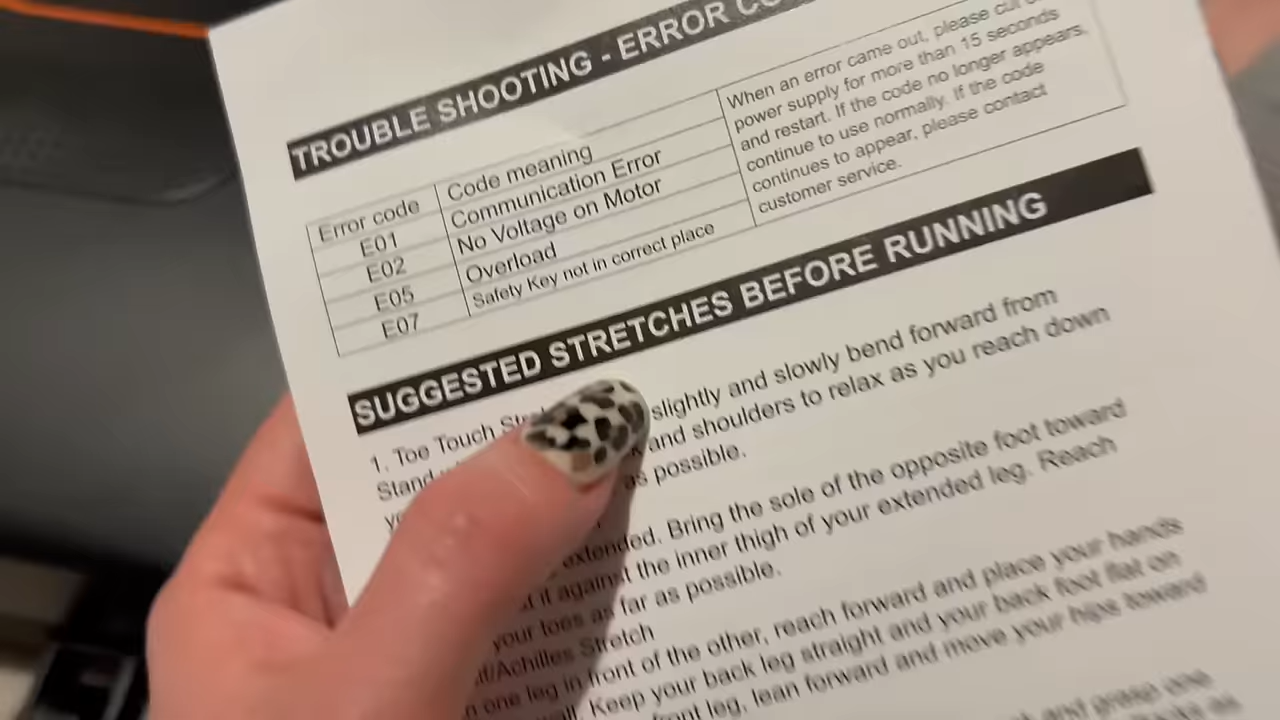 TROUBLE SHOOTING - ERROR
Error code
Code meaning
E01
Communication Error
E02
No Voltage on Motor
E05
Overload
E07
Safety Key not in correct place
When an error came out, please cut
power supply for more than 15 seconds
and restart. If the code no longer appears,
continue to use normally. If the code
continues to appear, please contact
customer service.
SUGGESTED STRETCHES BEFORE RUNNING
1. Toe Touch
slightly and slowly bend forward from
Stand
and shoulders to relax as you reach down
as possible.
extended. Bring the sole of the opposite foot toward
it against the inner thigh of your extended leg. Reach
your toes as far as possible.
/Achilles Stretch
one leg in front of the other, reach forward and place your hands
Keep your back leg straight and your back foot flat on
front leg, lean forward and move your hips toward
and grasp one